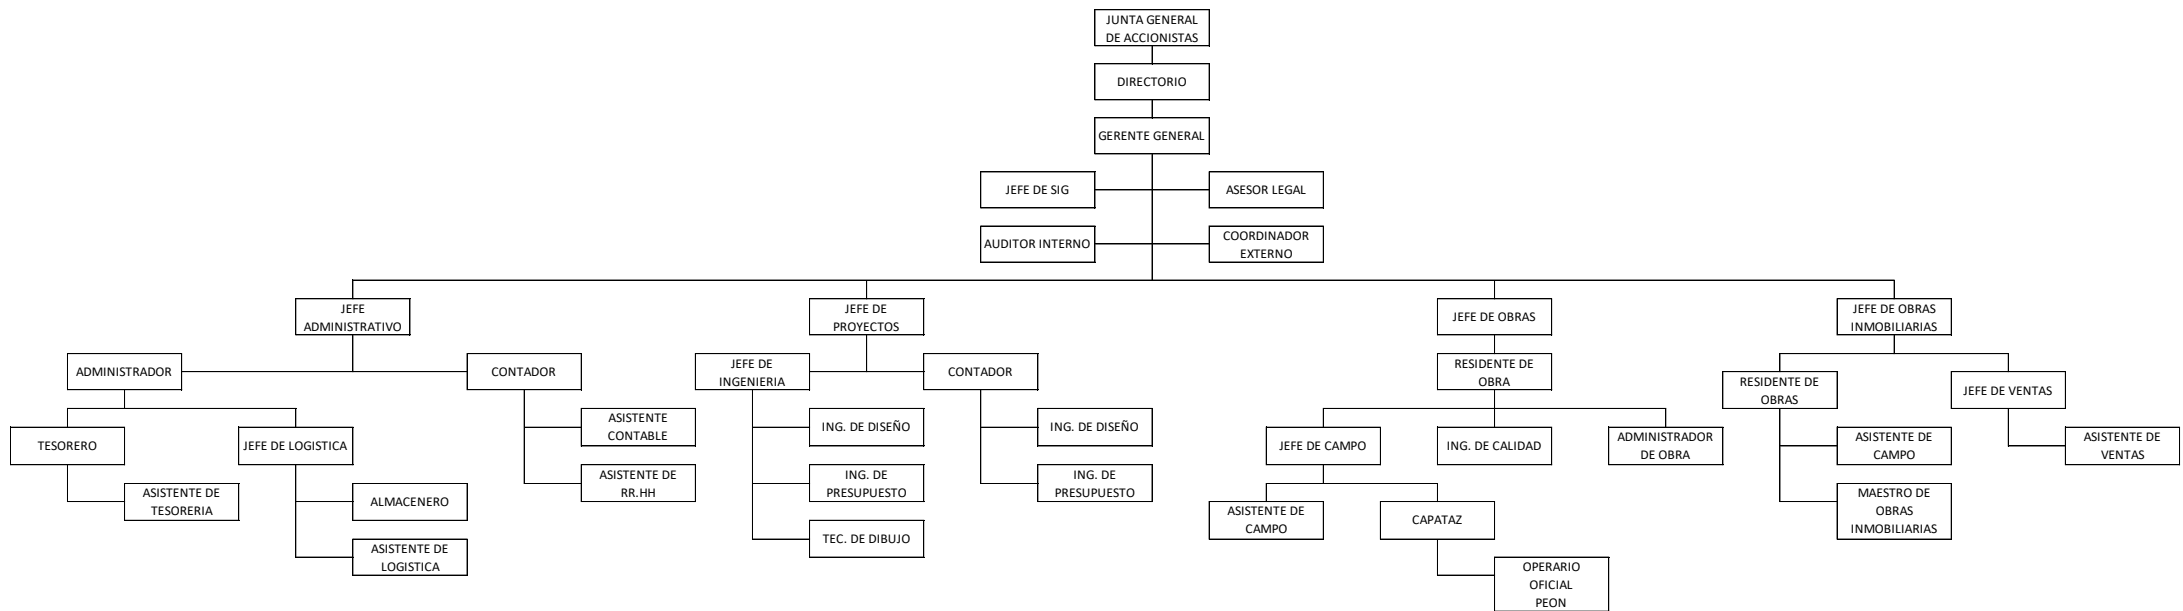 JUNTA GENERAL
DE ACCIONISTAS
DIRECTORIO
GERENTE GENERAL
JEFE DE SIG
ASESOR LEGAL
AUDITOR INTERNO
COORDINADOR
EXTERNO
JEFE
ADMINISTRATIVO
JEFE DE
PROYECTOS
JEFE DE OBRAS
JEFE DE OBRAS
INMOBILIARIAS
ADMINISTRADOR
CONTADOR
JEFE DE
INGENIERIA
CONTADOR
RESIDENTE DE
OBRA
RESIDENTE DE
OBRAS
JEFE DE VENTAS
TESORERO
JEFE DE LOGISTICA
ASISTENTE
CONTABLE
ING. DE DISEÑO
ING. DE DISEÑO
JEFE DE CAMPO
ING. DE CALIDAD
ADMINISTRADOR
DE OBRA
ASISTENTE DE
CAMPO
ASISTENTE DE
VENTAS
ASISTENTE DE
TESORERIA
ALMACENERO
ASISTENTE DE
RR.HH
ING. DE
PRESUPUESTO
ING. DE
PRESUPUESTO
ASISTENTE DE
CAMPO
CAPATAZ
MAESTRO DE
OBRAS
INMOBILIARIAS
ASISTENTE DE
LOGISTICA
TEC. DE DIBUJO
OPERARIO
OFICIAL
PEON